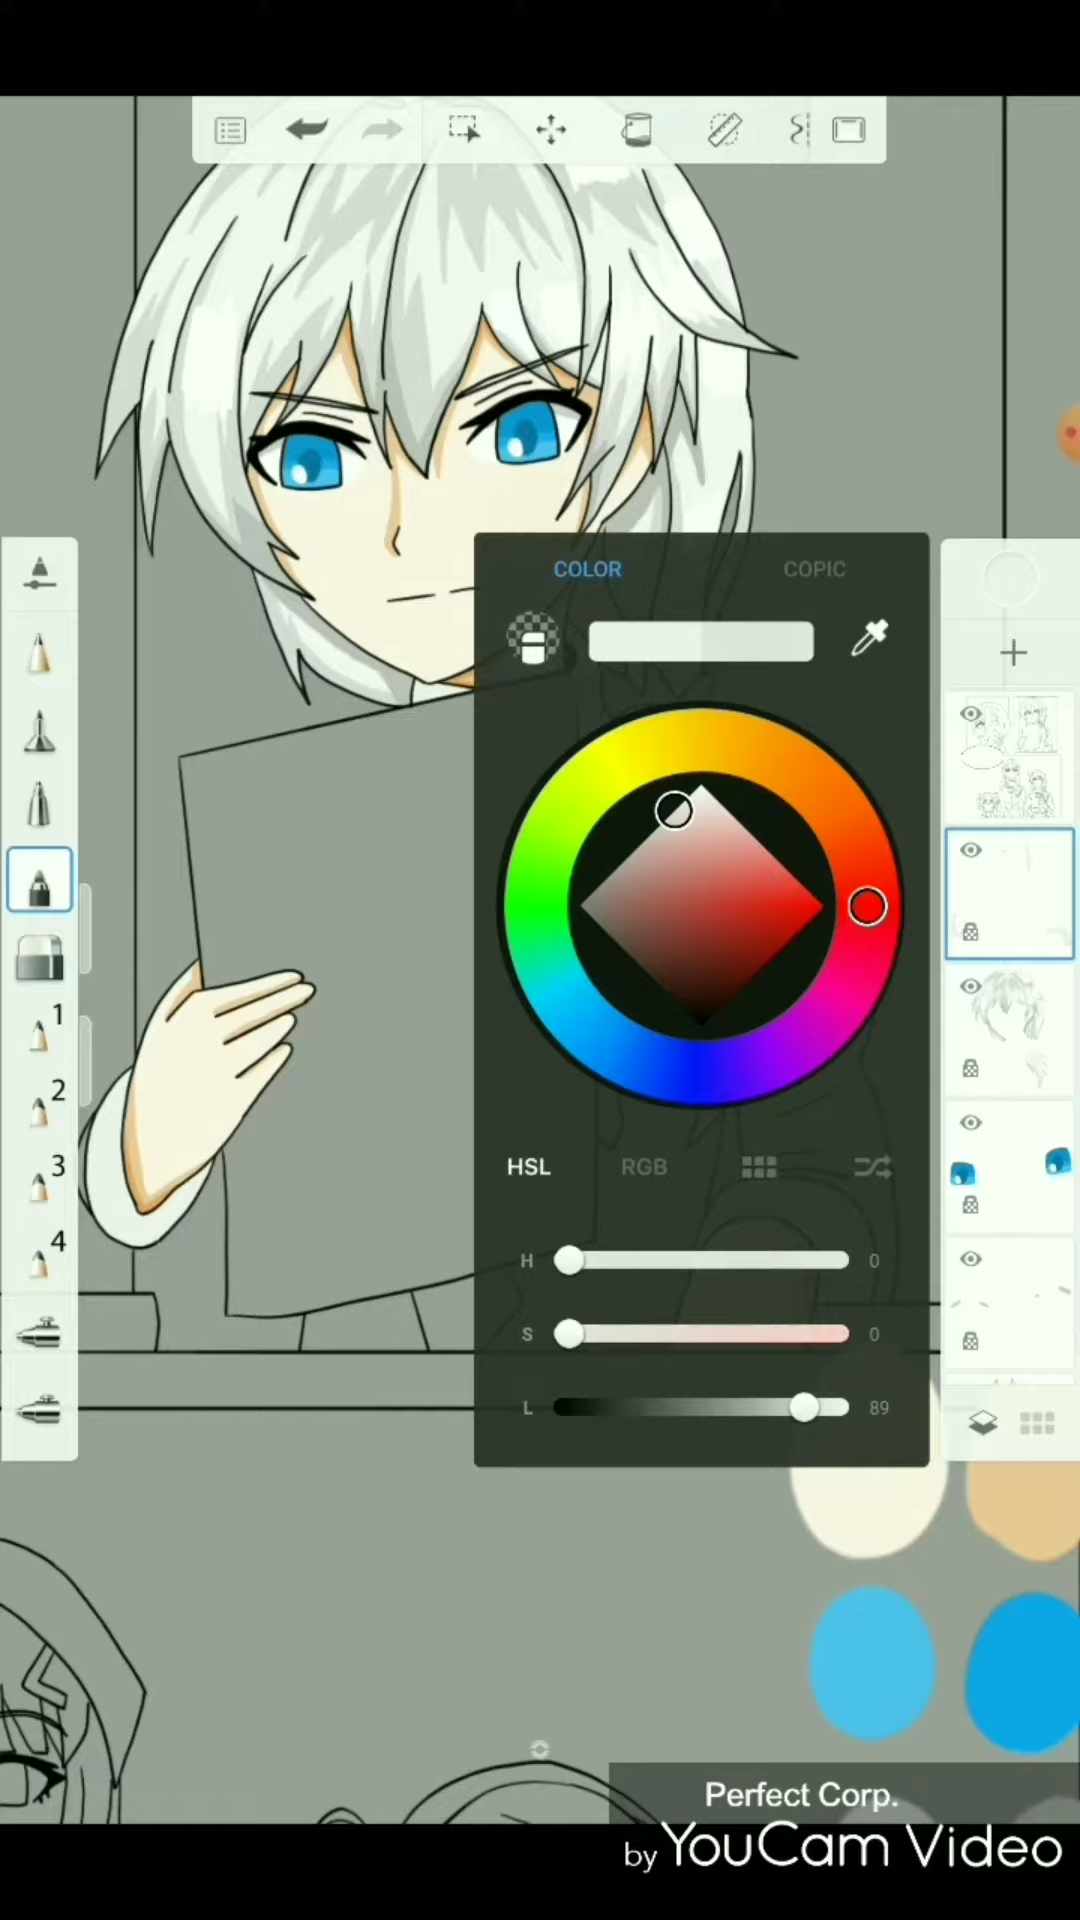 COLOR COPIC
1
2
3
4
HSL RGB
H 0
S 0
L 89
Perfect Corp.
by YouCam Video